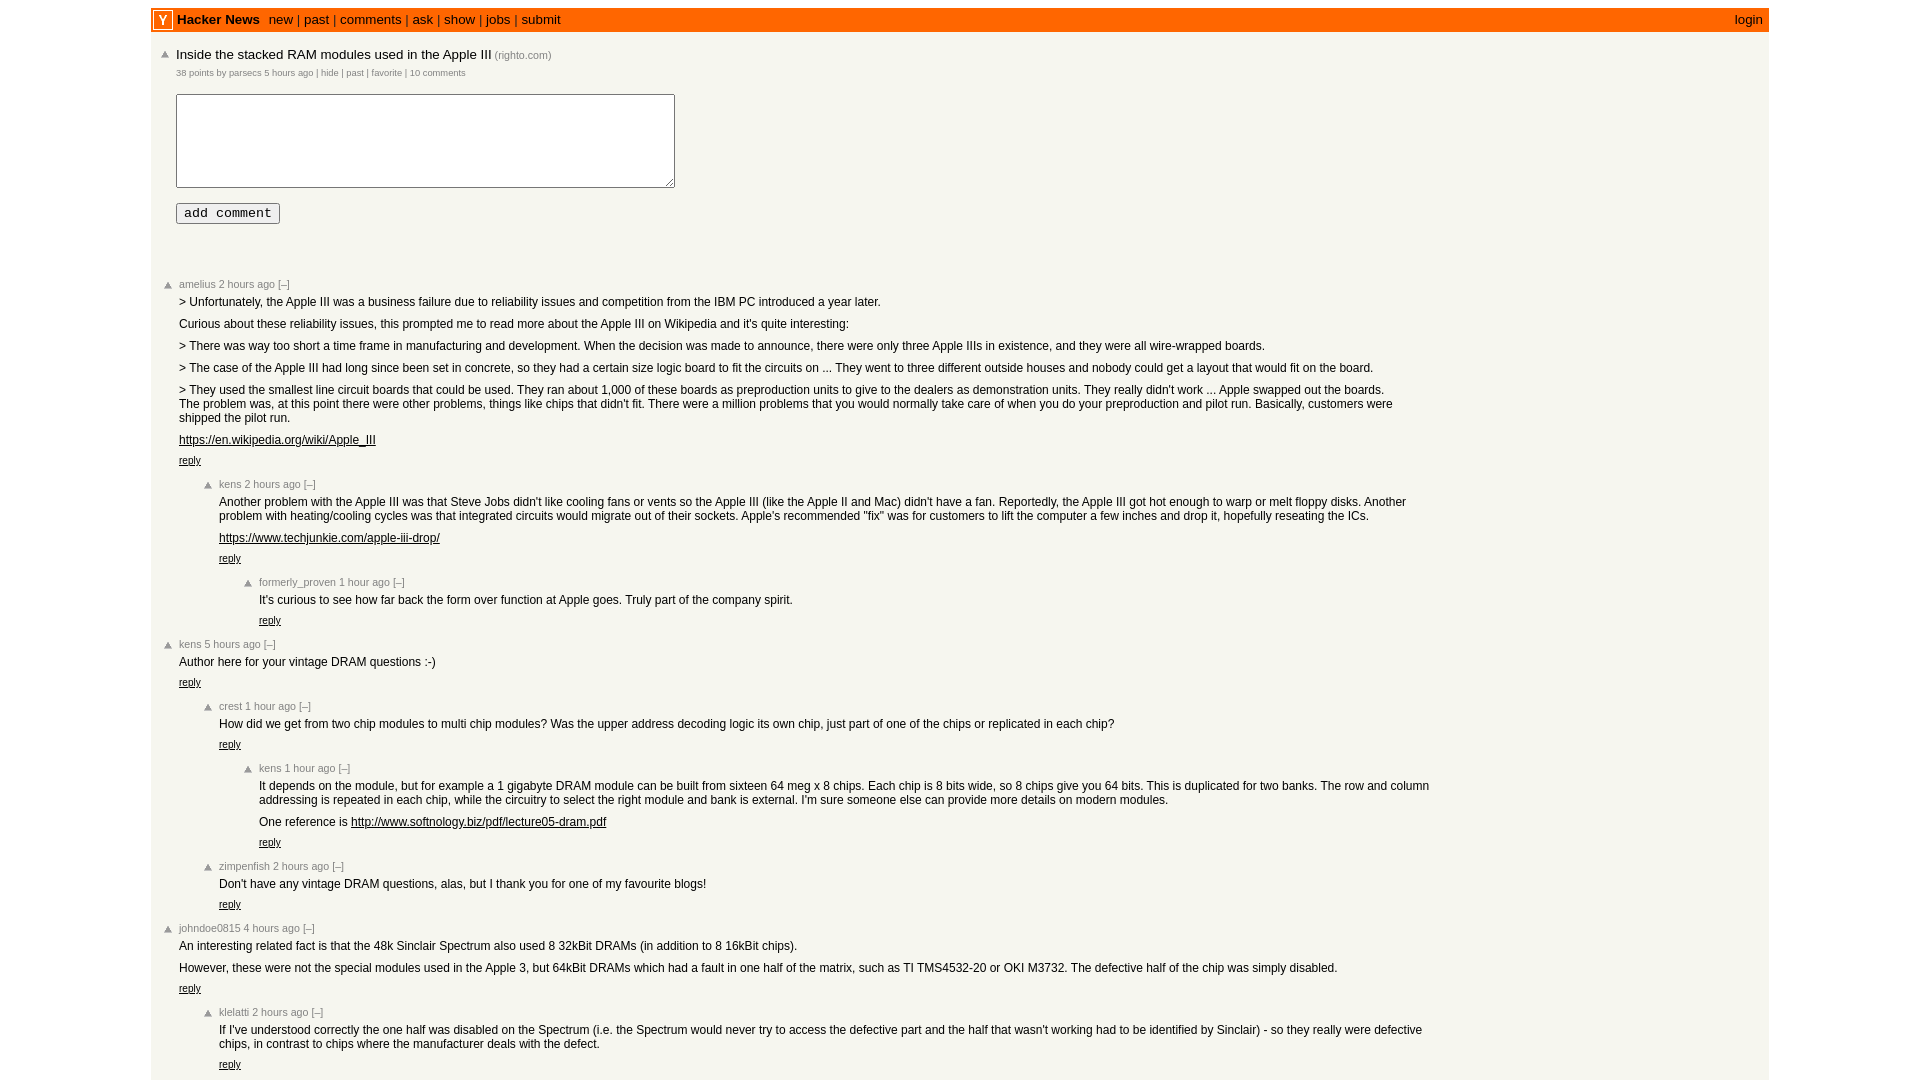 Y Hacker News new | past | comments | ask | show | jobs | submit login
Inside the stacked RAM modules used in the Apple III (righto.com)
38 points by parsecs 5 hours ago | hide | past | favorite | 10 comments
add comment
amelius 2 hours ago [–]
> Unfortunately, the Apple III was a business failure due to reliability issues and competition from the IBM PC introduced a year later.
Curious about these reliability issues, this prompted me to read more about the Apple III on Wikipedia and it's quite interesting:
> There was way too short a time frame in manufacturing and development. When the decision was made to announce, there were only three Apple IIIs in existence, and they were all wire-wrapped boards.
> The case of the Apple III had long since been set in concrete, so they had a certain size logic board to fit the circuits on ... They went to three different outside houses and nobody could get a layout that would fit on the board.
> They used the smallest line circuit boards that could be used. They ran about 1,000 of these boards as preproduction units to give to the dealers as demonstration units. They really didn't work ... Apple swapped out the boards.
The problem was, at this point there were other problems, things like chips that didn't fit. There were a million problems that you would normally take care of when you do your preproduction and pilot run. Basically, customers were
shipped the pilot run.
https://en.wikipedia.org/wiki/Apple_III
reply
kens 2 hours ago [–]
Another problem with the Apple III was that Steve Jobs didn't like cooling fans or vents so the Apple III (like the Apple II and Mac) didn't have a fan. Reportedly, the Apple III got hot enough to warp or melt floppy disks. Another
problem with heating/cooling cycles was that integrated circuits would migrate out of their sockets. Apple's recommended "fix" was for customers to lift the computer a few inches and drop it, hopefully reseating the ICs.
https://www.techjunkie.com/apple-iii-drop/
reply
formerly_proven 1 hour ago [–]
It's curious to see how far back the form over function at Apple goes. Truly part of the company spirit.
reply
kens 5 hours ago [–]
Author here for your vintage DRAM questions :-)
reply
crest 1 hour ago [–]
How did we get from two chip modules to multi chip modules? Was the upper address decoding logic its own chip, just part of one of the chips or replicated in each chip?
reply
kens 1 hour ago [–]
It depends on the module, but for example a 1 gigabyte DRAM module can be built from sixteen 64 meg x 8 chips. Each chip is 8 bits wide, so 8 chips give you 64 bits. This is duplicated for two banks. The row and column
addressing is repeated in each chip, while the circuitry to select the right module and bank is external. I'm sure someone else can provide more details on modern modules.
One reference is http://www.softnology.biz/pdf/lecture05-dram.pdf
reply
zimpenfish 2 hours ago [–]
Don't have any vintage DRAM questions, alas, but I thank you for one of my favourite blogs!
reply
johndoe0815 4 hours ago [–]
An interesting related fact is that the 48k Sinclair Spectrum also used 8 32kBit DRAMs (in addition to 8 16kBit chips).
However, these were not the special modules used in the Apple 3, but 64kBit DRAMs which had a fault in one half of the matrix, such as TI TMS4532-20 or OKI M3732. The defective half of the chip was simply disabled.
reply
klelatti 2 hours ago [–]
If I've understood correctly the one half was disabled on the Spectrum (i.e. the Spectrum would never try to access the defective part and the half that wasn't working had to be identified by Sinclair) - so they really were defective
chips, in contrast to chips where the manufacturer deals with the defect.
reply